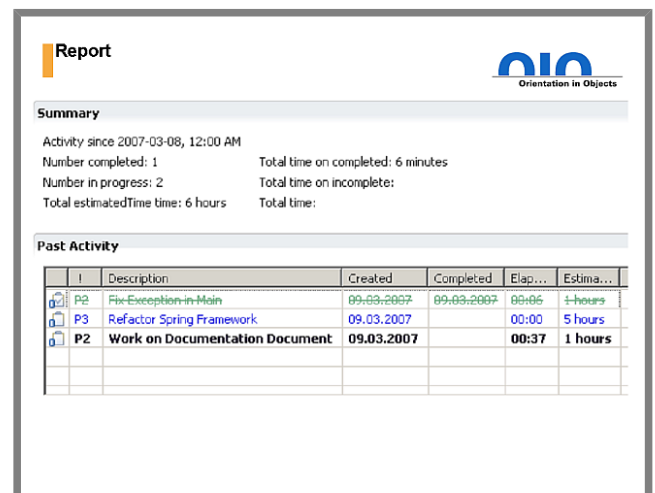 Report
OIO
Orientation in Objects
Summary
Activity since 2007-03-08, 12:00 AM
Number completed: 1 Total time on completed: 6 minutes
Number in progress: 2 Total time on incomplete:
Total estimatedTime time: 6 hours Total time:
Past Activity
! Description Created Completed Elap... Estima...
P2 Fix Exception in Main 09.03.2007 09.03.2007 00:06 1 hours
P3 Refactor Spring Framework 09.03.2007 00:00 5 hours
P2 Work on Documentation Document 09.03.2007 00:37 1 hours